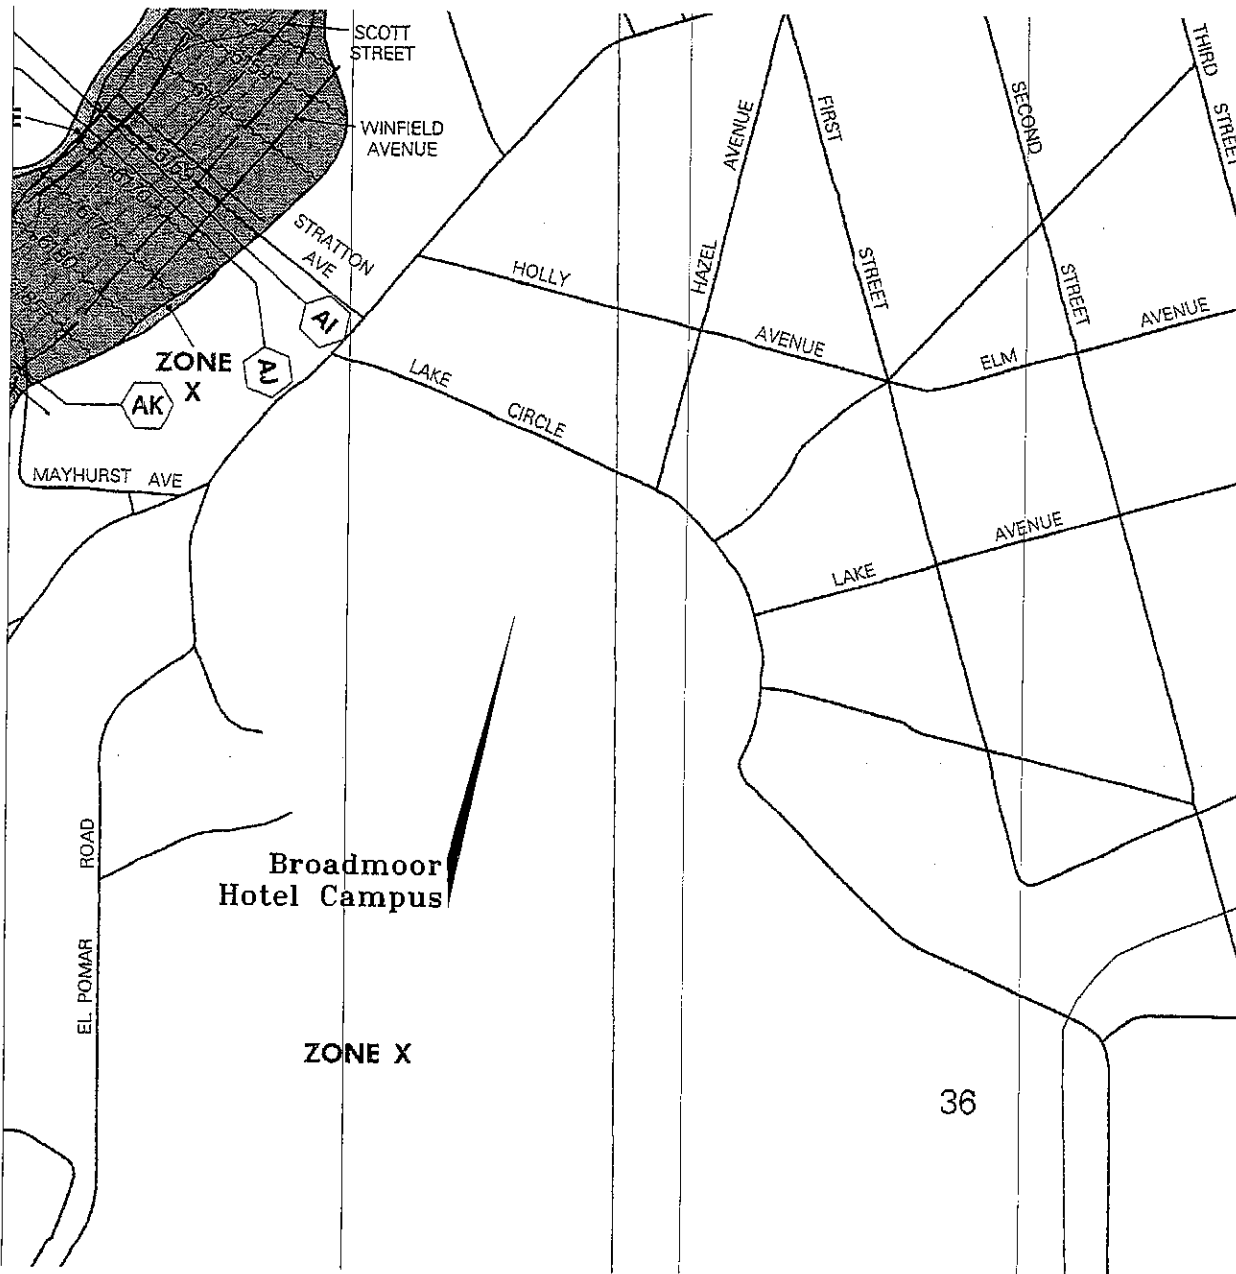 SCOTT
STREET
WINFIELD
AVENUE
STRATTON
AVE
HOLLY
AVENUE
HAZEL
AVENUE
FIRST
STREET
SECOND
STREET
THIRD
STREET
AI
AJ
AK
ZONE
X
LAKE
CIRCLE
ELM
AVENUE
MAYHURST AVE
LAKE
AVENUE
EL POMAR ROAD
Broadmoor
Hotel Campus
ZONE X
36